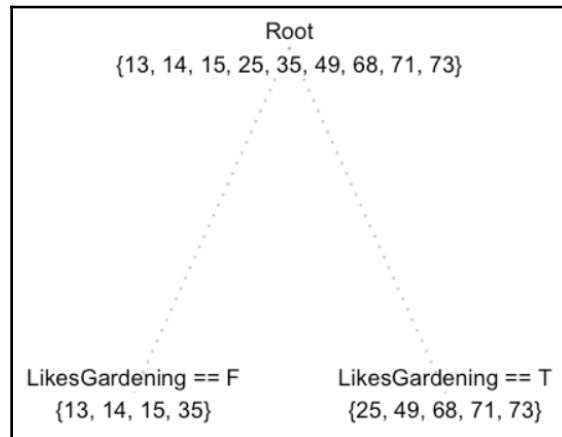 Root
{13, 14, 15, 25, 35, 49, 68, 71, 73}
LikesGardening == F
{13, 14, 15, 35}
LikesGardening == T
{25, 49, 68, 71, 73}